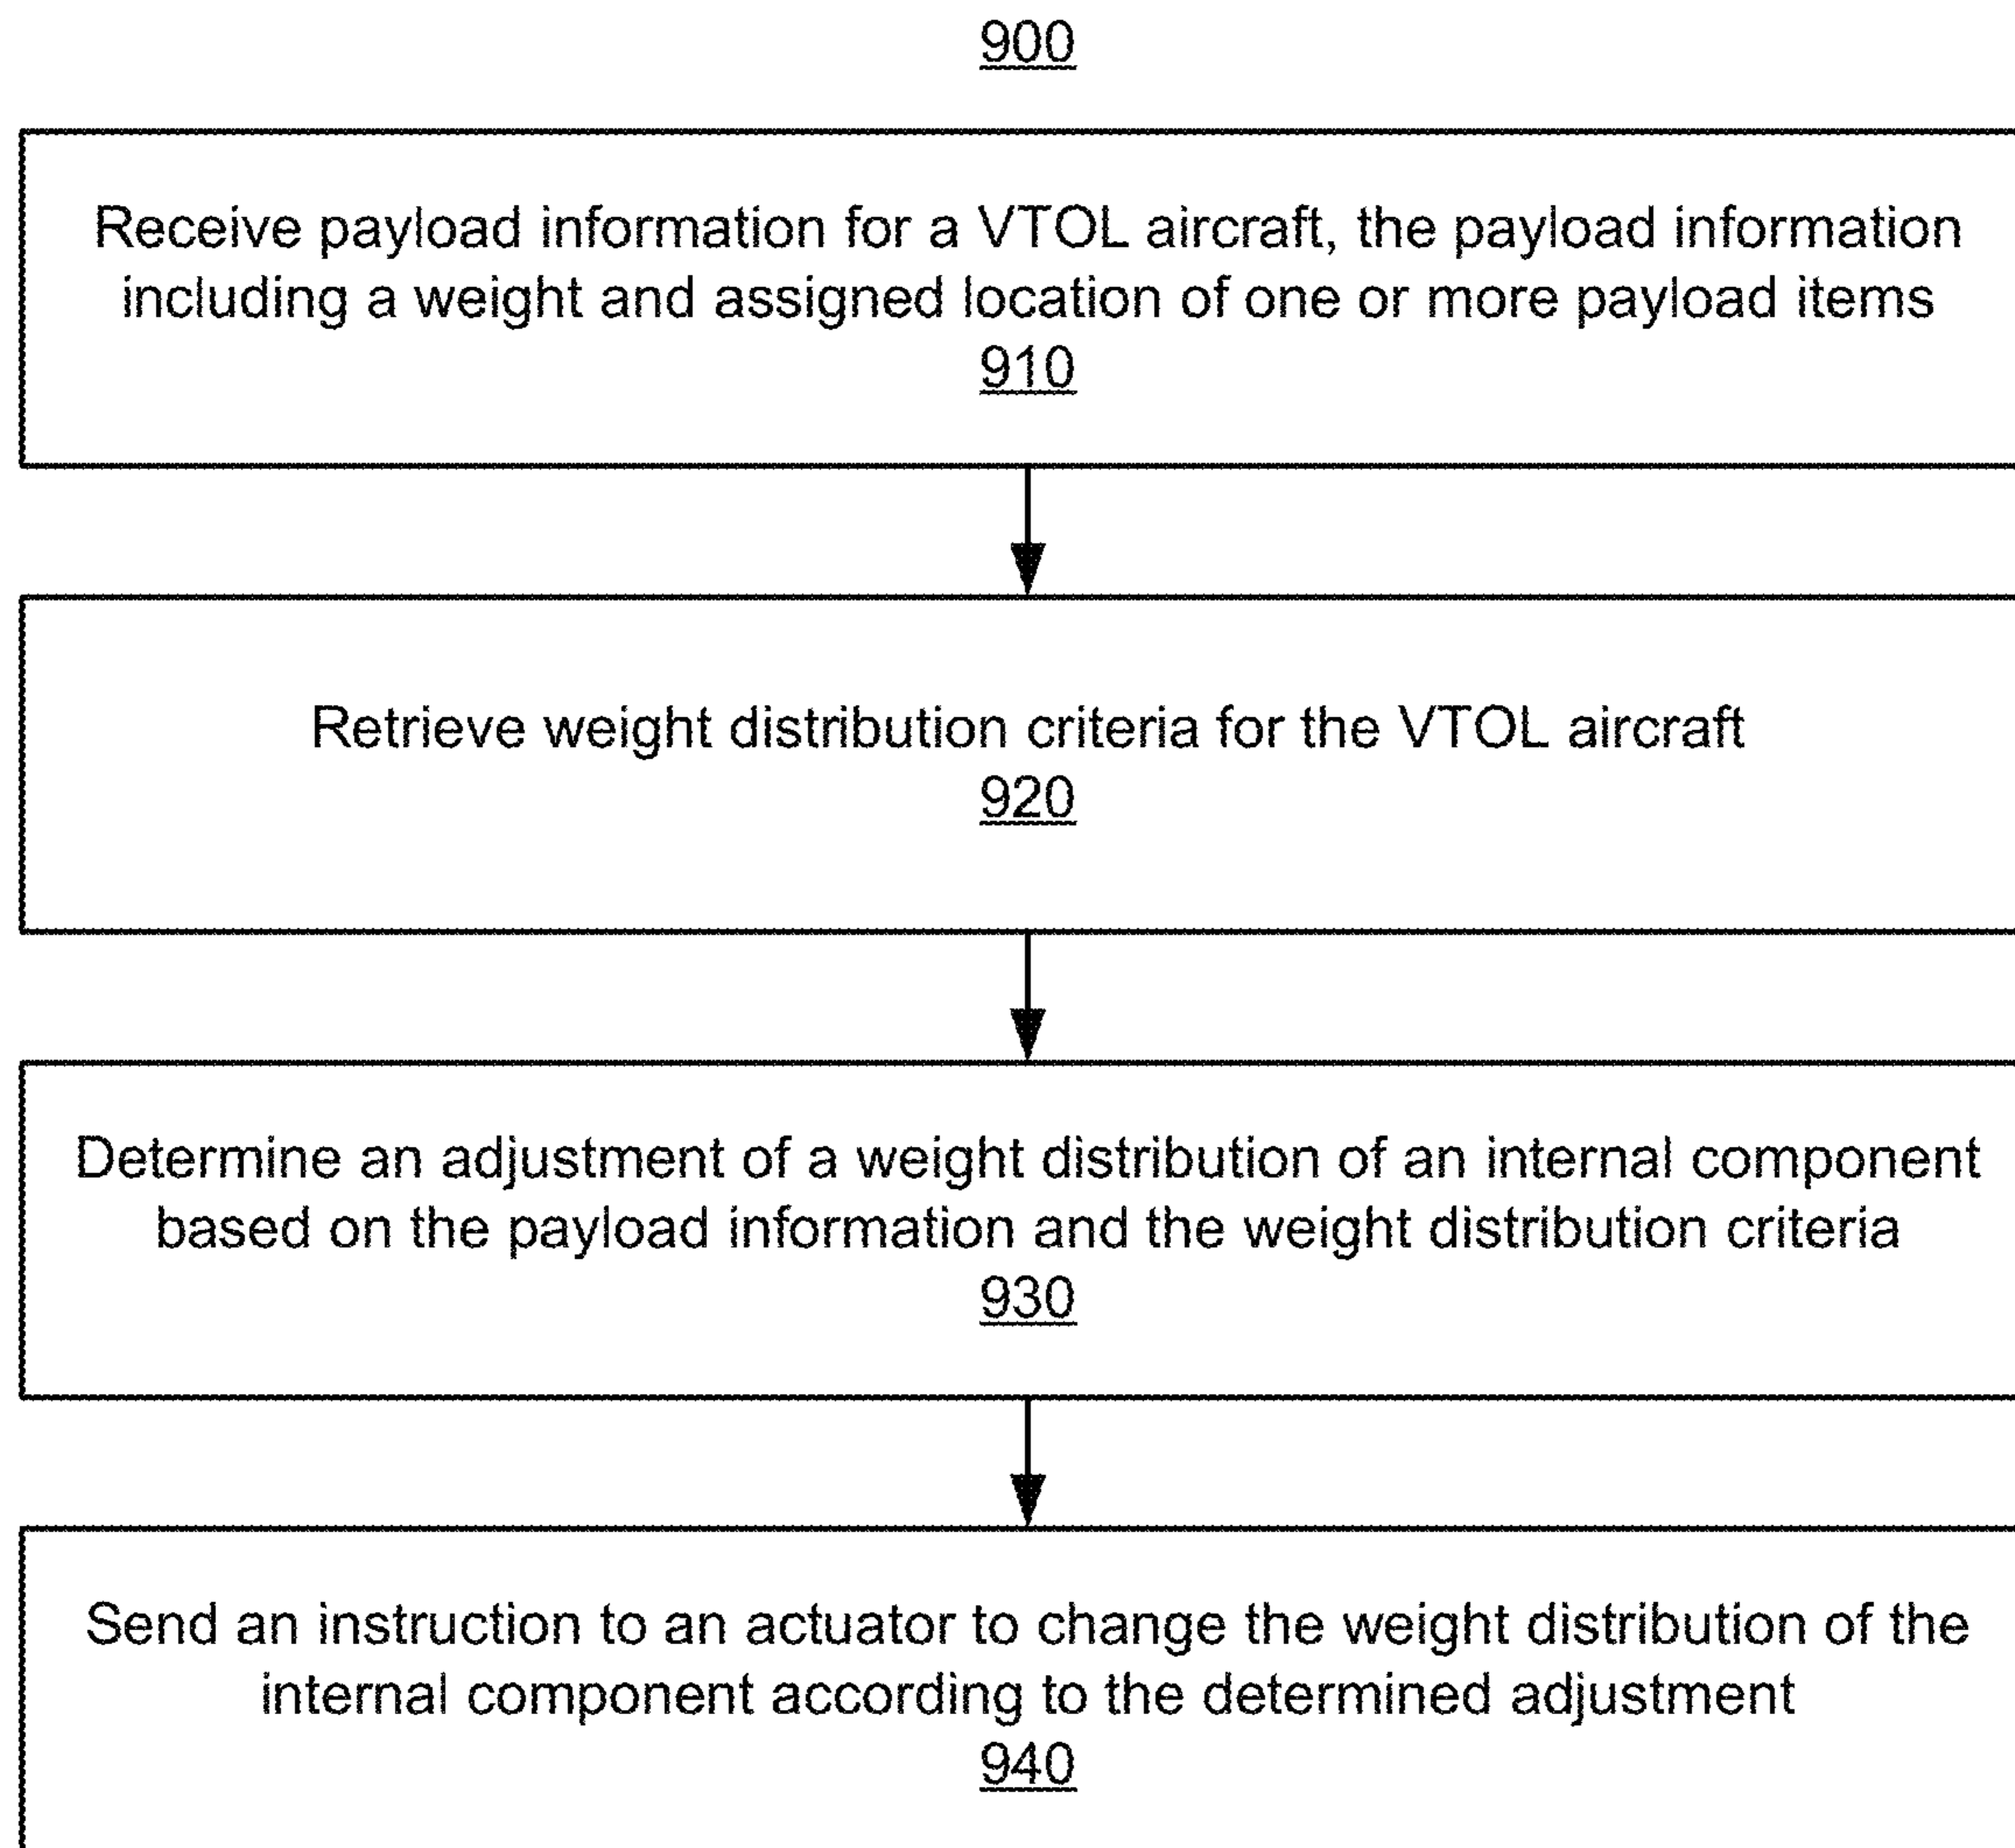 900
Receive payload information for a VTOL aircraft, the payload information
including a weight and assigned location of one or more payload items
910
Retrieve weight distribution criteria for the VTOL aircraft
920
Determine an adjustment of a weight distribution of an internal component
based on the payload information and the weight distribution criteria
930
Send an instruction to an actuator to change the weight distribution of the
internal component according to the determined adjustment
940